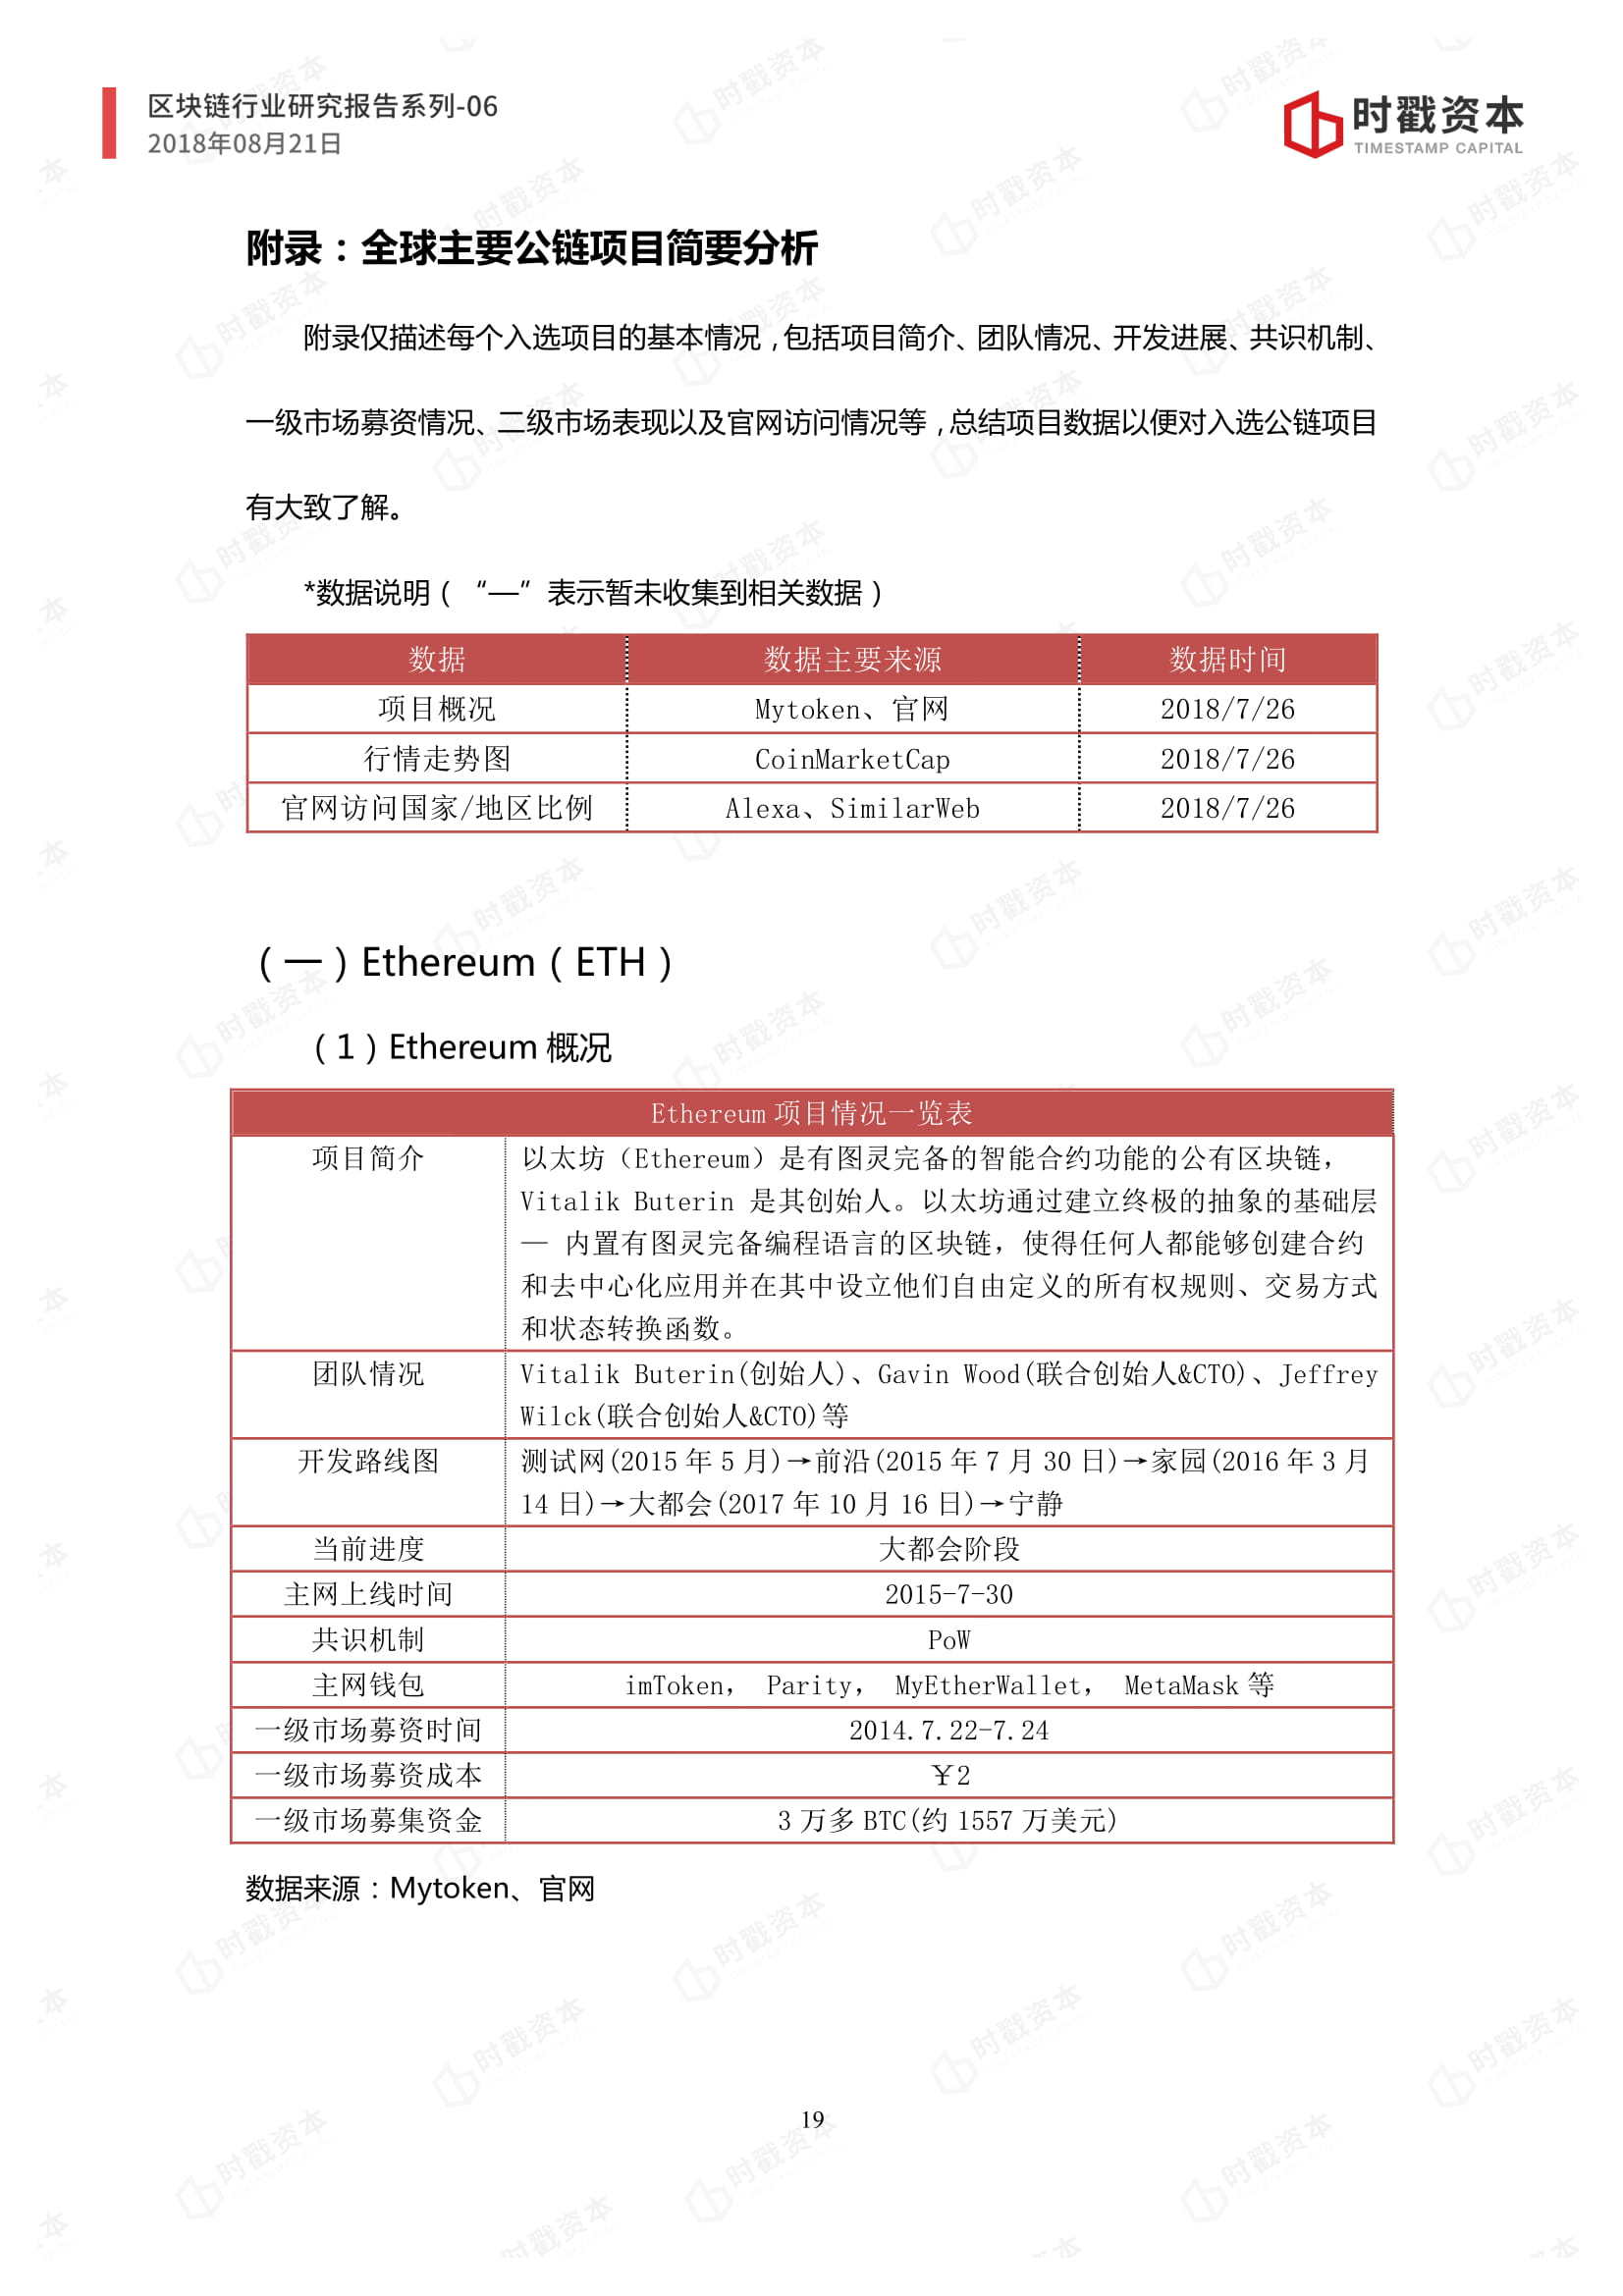 区块链行业研究报告系列-06
2018年08月21日
时戳资本
TIMESTAMP CAPITAL
附录：全球主要公链项目简要分析
附录仅描述每个入选项目的基本情况，包括项目简介、团队情况、开发进展、共识机制、
一级市场募资情况、二级市场表现以及官网访问情况等，总结项目数据以便对入选公链项目
有大致了解。
*数据说明（ “—”表示暂未收集到相关数据）
数据 数据主要来源 数据时间
项目概况 Mytoken、官网 2018/7/26
行情走势图 CoinMarketCap 2018/7/26
官网访问国家/地区比例 Alexa、SimilarWeb 2018/7/26
（一）Ethereum（ETH）
（1）Ethereum 概况
Ethereum 项目情况一览表
项目简介 以太坊（Ethereum）是有图灵完备的智能合约功能的公有区块链，
Vitalik Buterin 是其创始人。以太坊通过建立终极的抽象的基础层
— 内置有图灵完备编程语言的区块链，使得任何人都能够创建合约
和去中心化应用并在其中设立他们自由定义的所有权规则、交易方式
和状态转换函数。
团队情况 Vitalik Buterin(创始人)、Gavin Wood(联合创始人&CTO)、Jeffrey
Wilck(联合创始人&CTO)等
开发路线图 测试网(2015 年 5 月)→前沿(2015 年 7 月 30 日)→家园(2016 年 3 月
14 日)→大都会(2017 年 10 月 16 日)→宁静
当前进度 大都会阶段
主网上线时间 2015-7-30
共识机制 PoW
主网钱包 imToken， Parity， MyEtherWallet， MetaMask 等
一级市场募资时间 2014.7.22-7.24
一级市场募资成本 ￥2
一级市场募集资金 3 万多 BTC(约 1557 万美元)
数据来源：Mytoken、官网
19